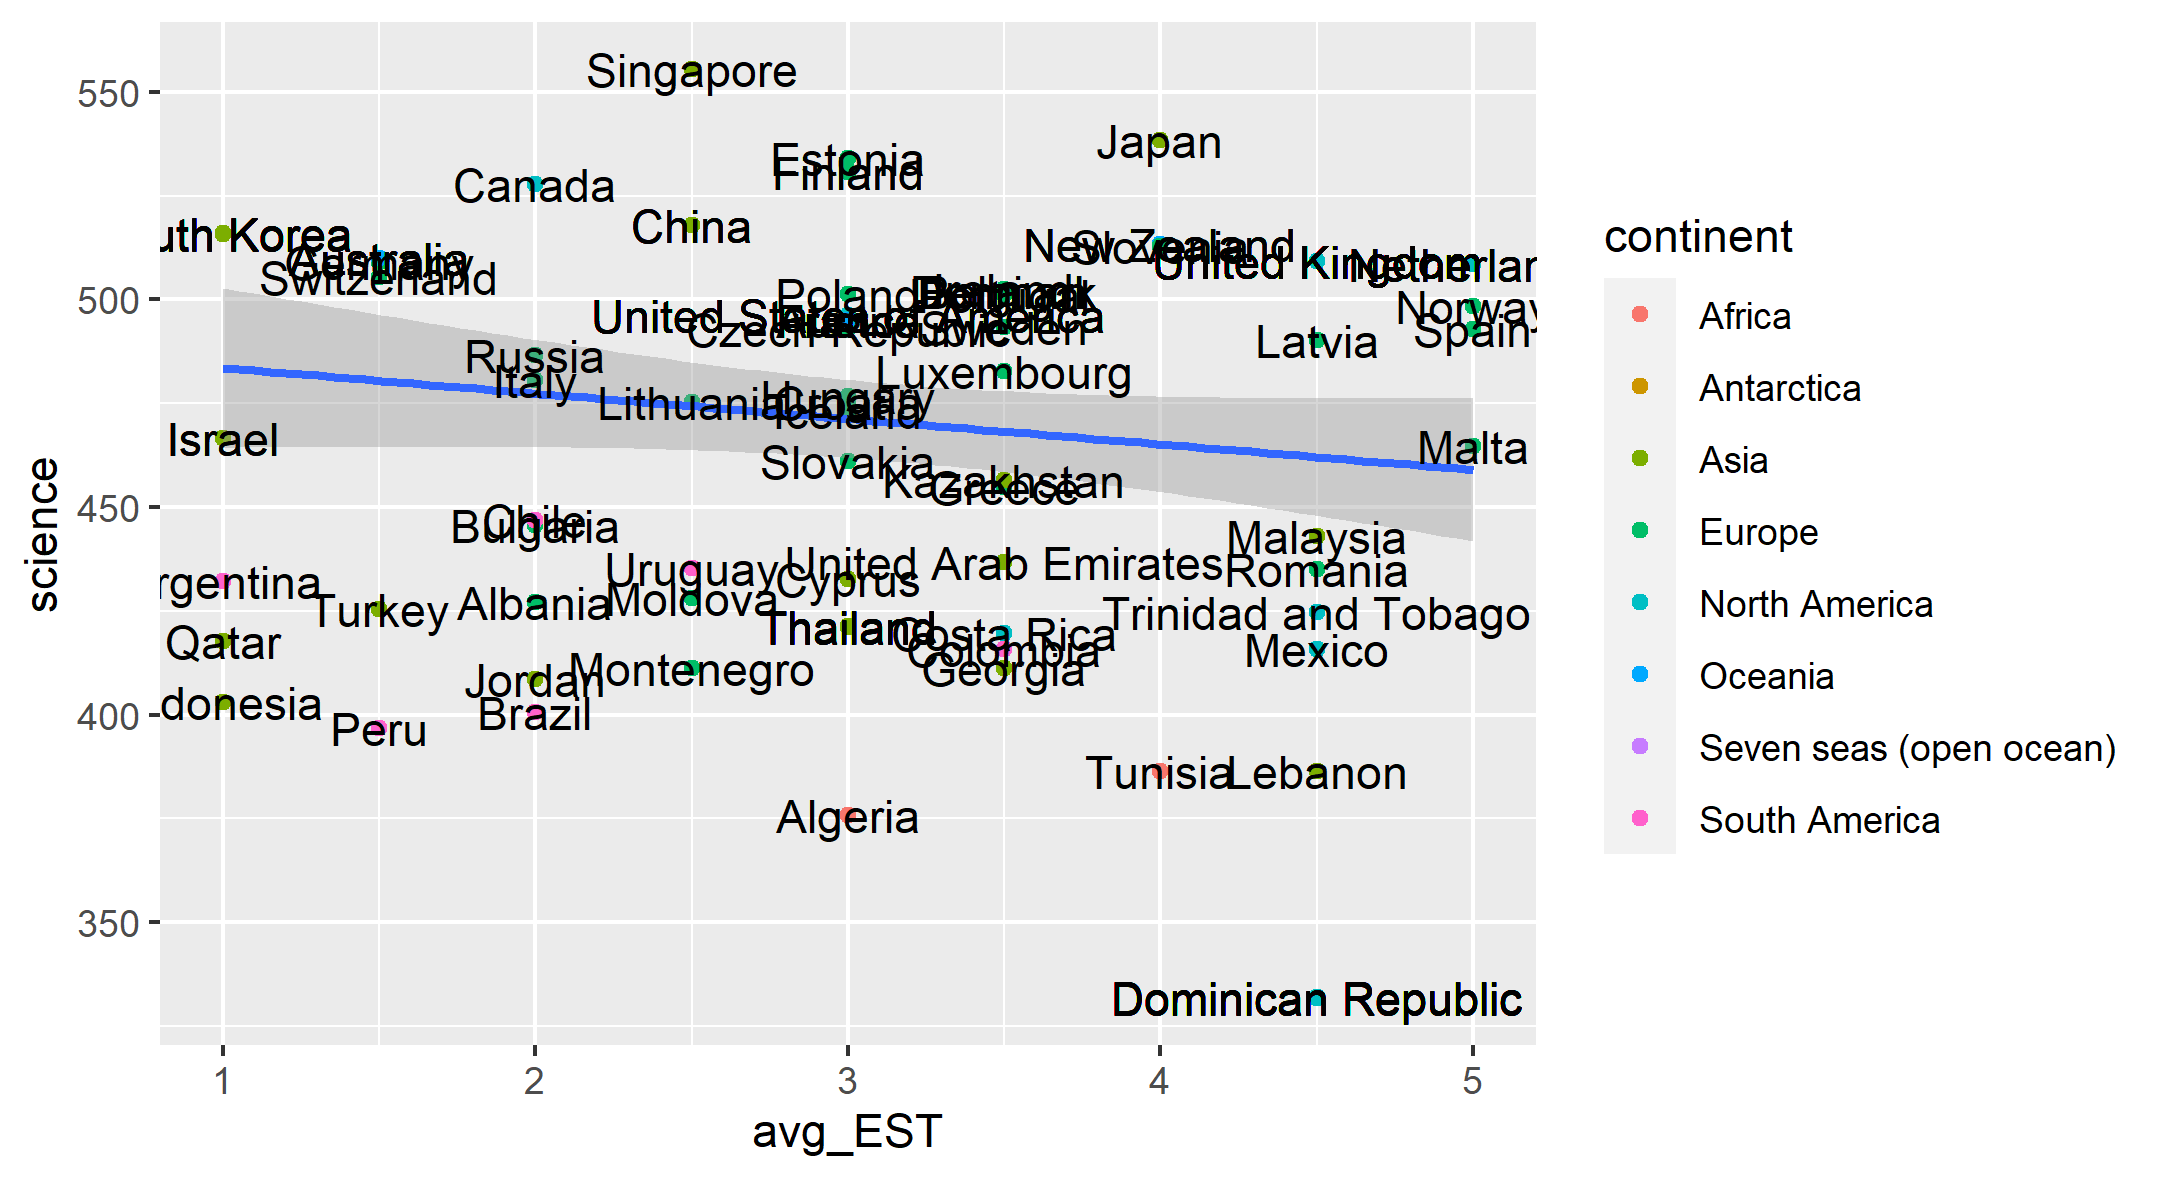 Singapore
550
Japan
Estonia
Finland
Canada
China
uth Korea
New Zealand
Slovenia
Australia
Germany
Switzerland
United Kingdom
Netherlan
500
Poland
Norway
United States of America
Czech Republic
Sweden
Spain
Latvia
Russia
Italy
Luxembourg
Lithuania
Hungary
Iceland
Israel
Malta
Slovakia
Kazakhstan
Greece
450
Chile
Bulgaria
Malaysia
United Arab Emirates
Uruguay
Romania
rgentina
Cyprus
Turkey
Albania
Moldova
Trinidad and Tobago
Thailand
Costa Rica
Qatar
Colombia
Mexico
Montenegro
Georgia
Jordan
donesia
400
Brazil
Peru
Tunisia
Lebanon
Algeria
350
Dominican Republic
1 2 3 4 5
avg_EST
science
continent
Africa
Antarctica
Asia
Europe
North America
Oceania
Seven seas (open ocean)
South America